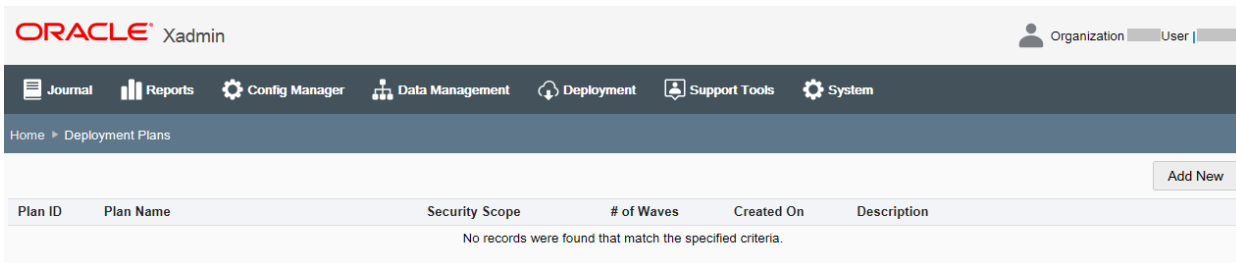 ORACLE® Xadmin
Organization User |
Journal Reports Config Manager Data Management Deployment Support Tools System
Home Deployment Plans
Add New
Plan ID Plan Name Security Scope # of Waves Created On Description
No records were found that match the specified criteria.